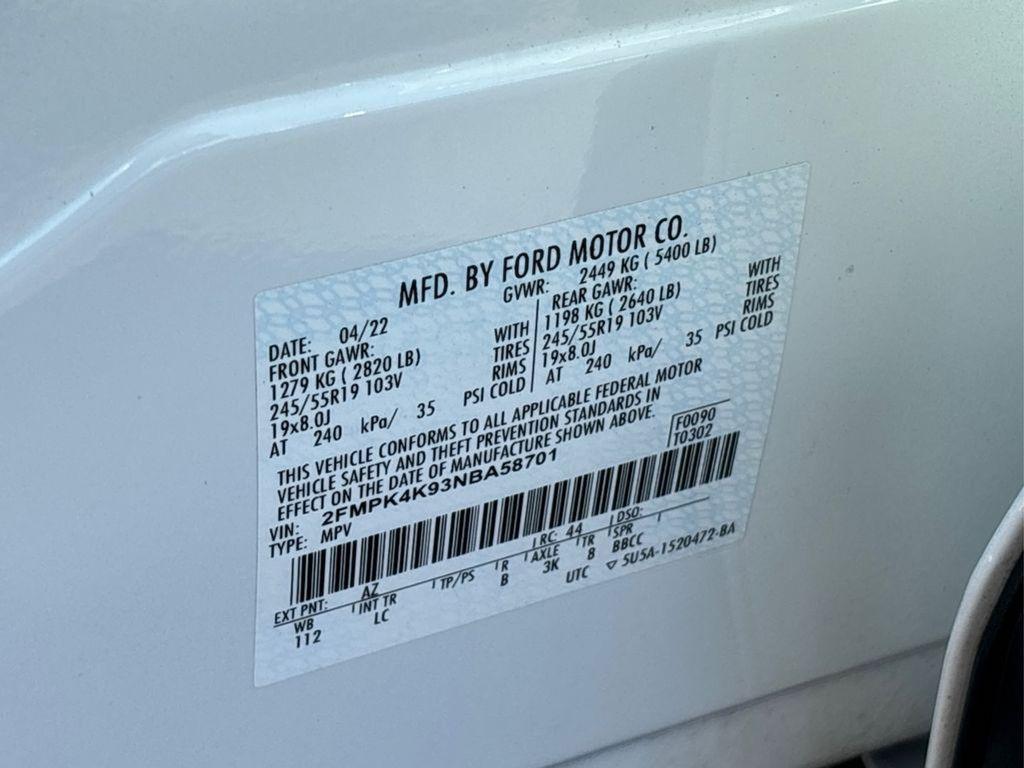 MFD. BY FORD MOTOR CO.
DATE: 04/22 GVWR: 2449 KG ( 5400 LB)
FRONT GAWR: REAR GAWR:
1279 KG ( 2820 LB) WITH 1198 KG ( 2640 LB) WITH
245/55R19 103V TIRES 245/55R19 103V TIRES
19x8.0J RIMS 19x8.0J RIMS
AT 240 kPa/ 35 PSI COLD AT 240 kPa/ 35 PSI COLD
THIS VEHICLE CONFORMS TO ALL APPLICABLE FEDERAL MOTOR
VEHICLE SAFETY AND THEFT PREVENTION STANDARDS IN
EFFECT ON THE DATE OF MANUFACTURE SHOWN ABOVE.
VIN: 2FMPK4K93NBA58701 F0090
TYPE: MPV T0302
EXT PNT: AZ RC: 44 DSO:
WB INT TR TP/PS R AXLE TR SPR
112 LC B 3K 8 BBCC
UTC ▽ 5U5A-1520472-BA